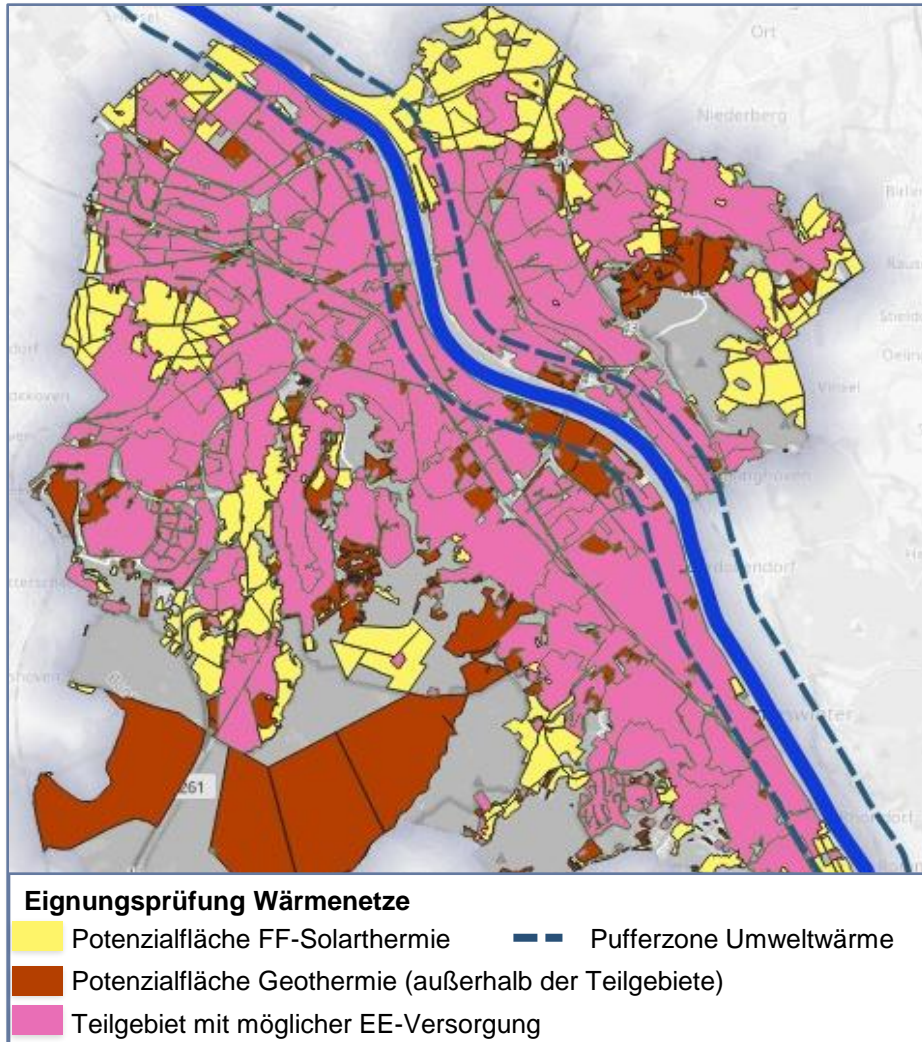 Ort
Niederberg
Vinsel
261
Eignungsprüfung Wärmenetze
Potenzialfläche FF-Solarthermie
Pufferzone Umweltwärme
Potenzialfläche Geothermie (außerhalb der Teilgebiete)
Teilgebiet mit möglicher EE-Versorgung